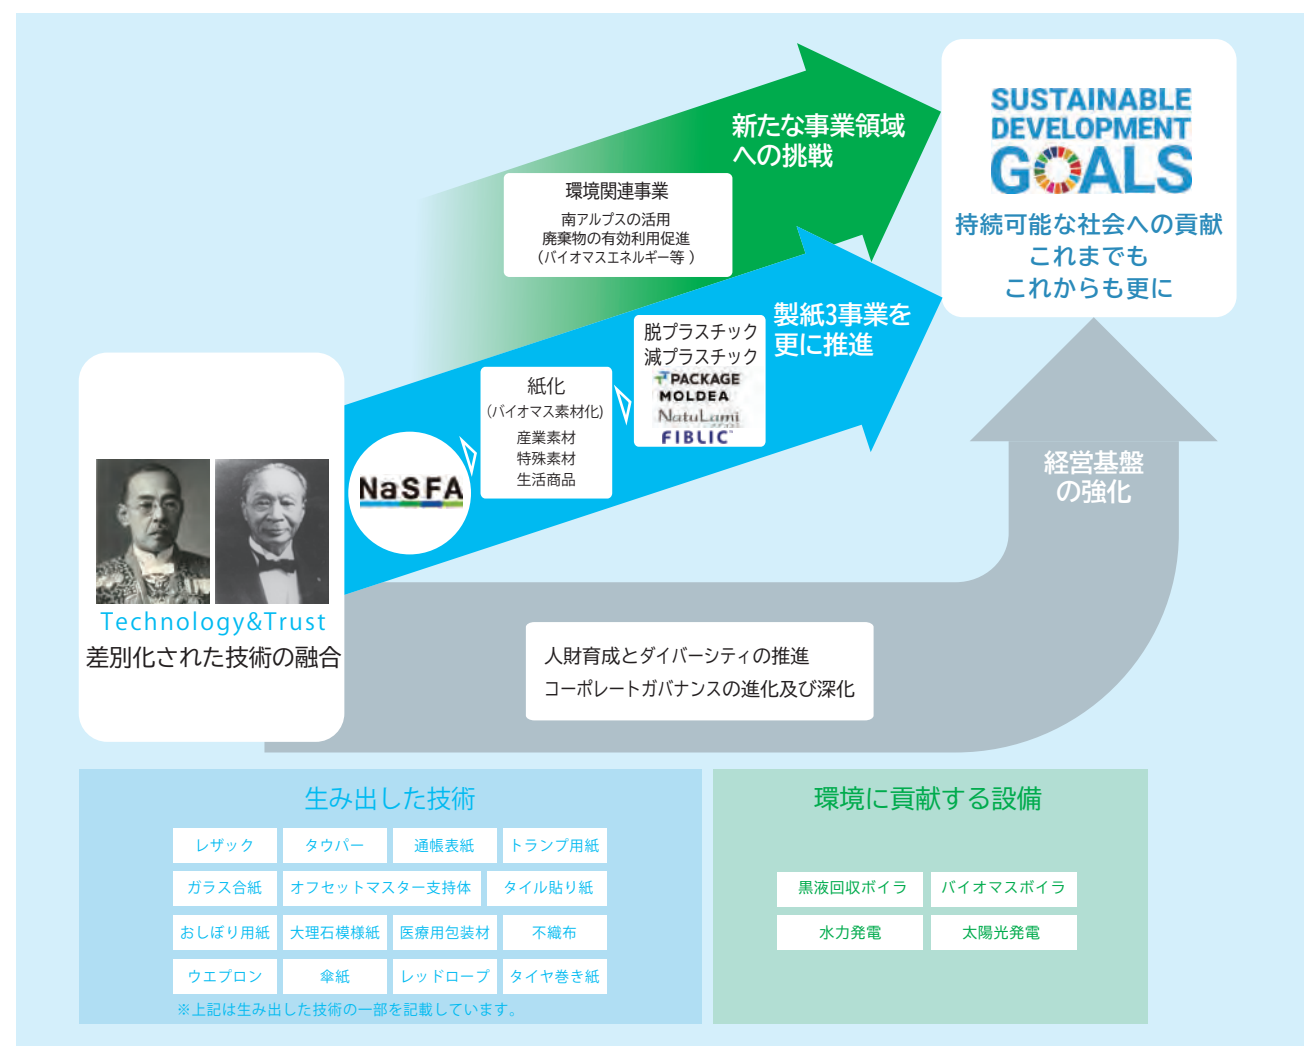 SUSTAINABLE
DEVELOPMENT
GOALS
持続可能な社会への貢献
これまでも
これからも更に
新たな事業領域
への挑戦
環境関連事業
南アルプスの活用
廃棄物の有効利用促進
(バイオマスエネルギー等 )
製紙3事業を
更に推進
脱プラスチック
減プラスチック
PACKAGE
MOLDEA
NatuLami
FIBLIC
紙化
(バイオマス素材化)
産業素材
特殊素材
生活商品
NaSFA
Technology&Trust
差別化された技術の融合
経営基盤
の強化
人財育成とダイバーシティの推進
コーポレートガバナンスの進化及び深化
生み出した技術
レザック タウパー 通帳表紙 トランプ用紙
ガラス合紙 オフセットマスター支持体 タイル貼り紙
おしぼり用紙 大理石模様紙 医療用包装材 不織布
ウエプロン 傘紙 レッドロープ タイヤ巻き紙
※上記は生み出した技術の一部を記載しています。
環境に貢献する設備
黒液回収ボイラ バイオマスボイラ
水力発電 太陽光発電